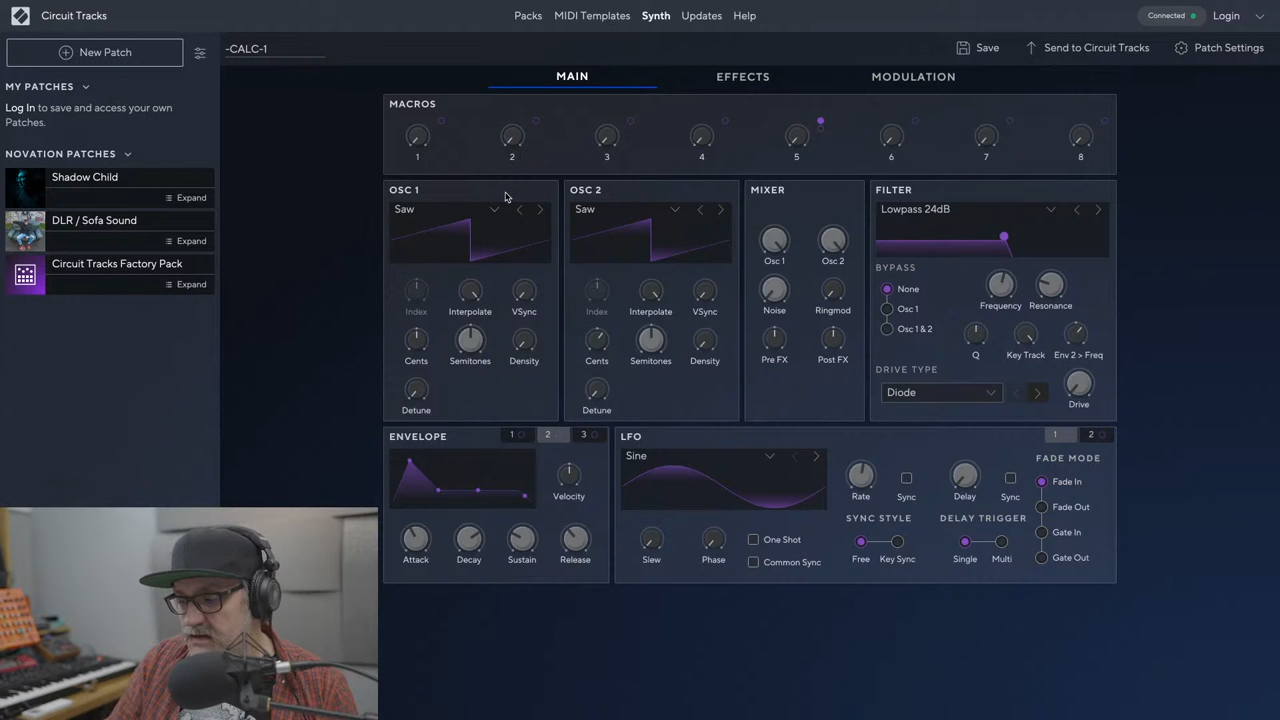 Circuit Tracks
Packs MIDI Templates Synth Updates Help
Connected Login
New Patch
-CALC-1
Save Send to Circuit Tracks Patch Settings
MY PATCHES
Log In to save and access your own
Patches.
NOVATION PATCHES
Shadow Child
Expand
DLR / Sofa Sound
Expand
Circuit Tracks Factory Pack
Expand
MAIN EFFECTS MODULATION
MACROS
1 2 3 4 5 6 7 8
OSC 1
Saw
Index Interpolate VSync
Cents Semitones Density
Detune
OSC 2
Saw
Index Interpolate VSync
Cents Semitones Density
Detune
MIXER
Osc 1 Osc 2
Noise Ringmod
Pre FX Post FX
FILTER
Lowpass 24dB
BYPASS
None
Osc 1
Osc 1 & 2
Frequency Resonance
Q Key Track Env 2 > Freq
DRIVE TYPE
Diode
Drive
ENVELOPE 1 2 3
Velocity
Attack Decay Sustain Release
LFO 1 2
Sine
Slew Phase
One Shot
Common Sync
Rate Sync
SYNC STYLE
Free Key Sync
Delay Sync
DELAY TRIGGER
Single Multi
FADE MODE
Fade In
Fade Out
Gate In
Gate Out